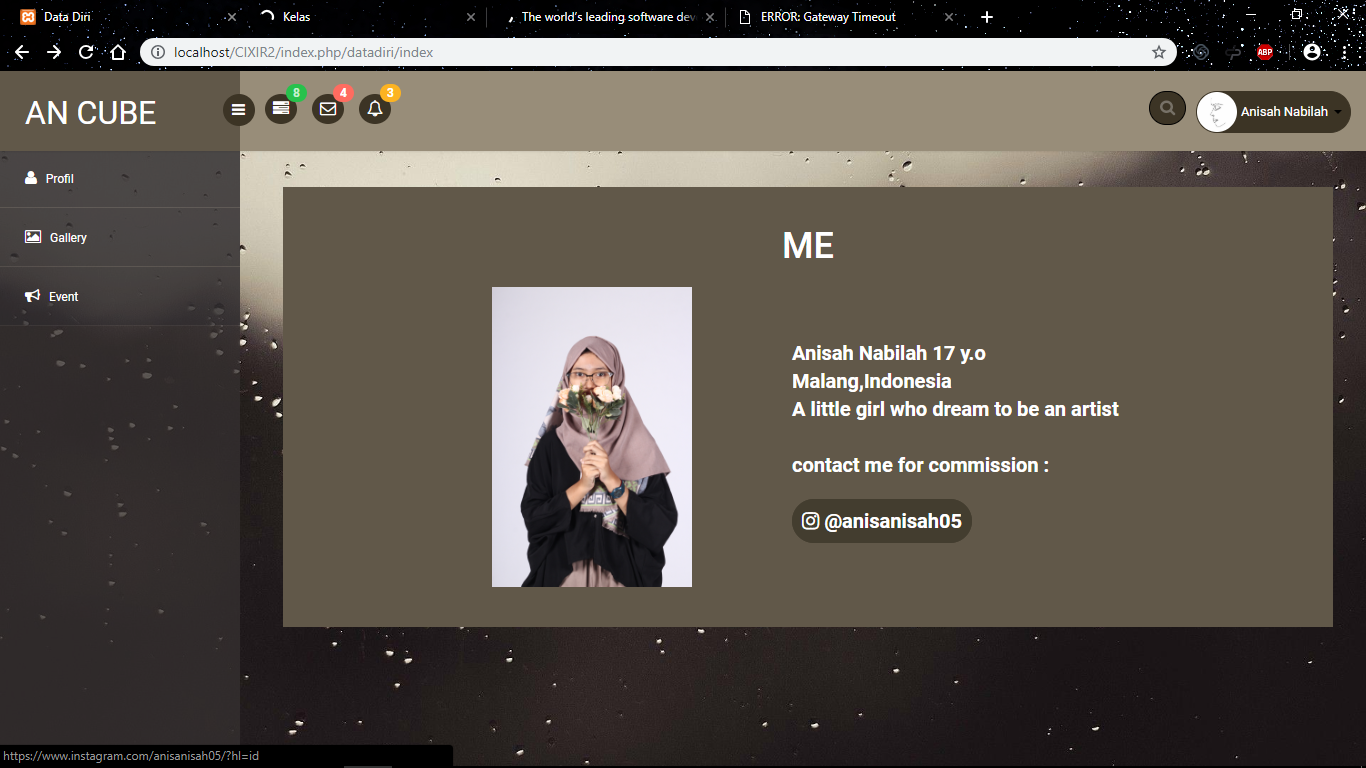 Data Diri
Kelas
The world's leading software dev
ERROR: Gateway Timeout
localhost/CIXIR2/index.php/datadiri/index
ABP
AN CUBE
8
4
3
Anisah Nabilah
Profil
Gallery
Event
ME
Anisah Nabilah 17 y.o
Malang,Indonesia
A little girl who dream to be an artist
contact me for commission :
@anisanisah05
https://www.instagram.com/anisanisah05/?hl=id